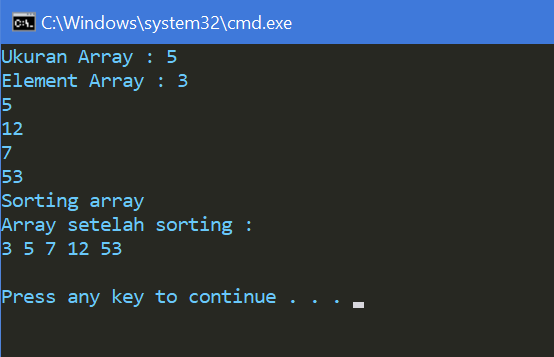 C:\Windows\system32\cmd.exe
Ukuran Array : 5
Element Array : 3
5
12
7
53
Sorting array
Array setelah sorting :
3 5 7 12 53
Press any key to continue . . .